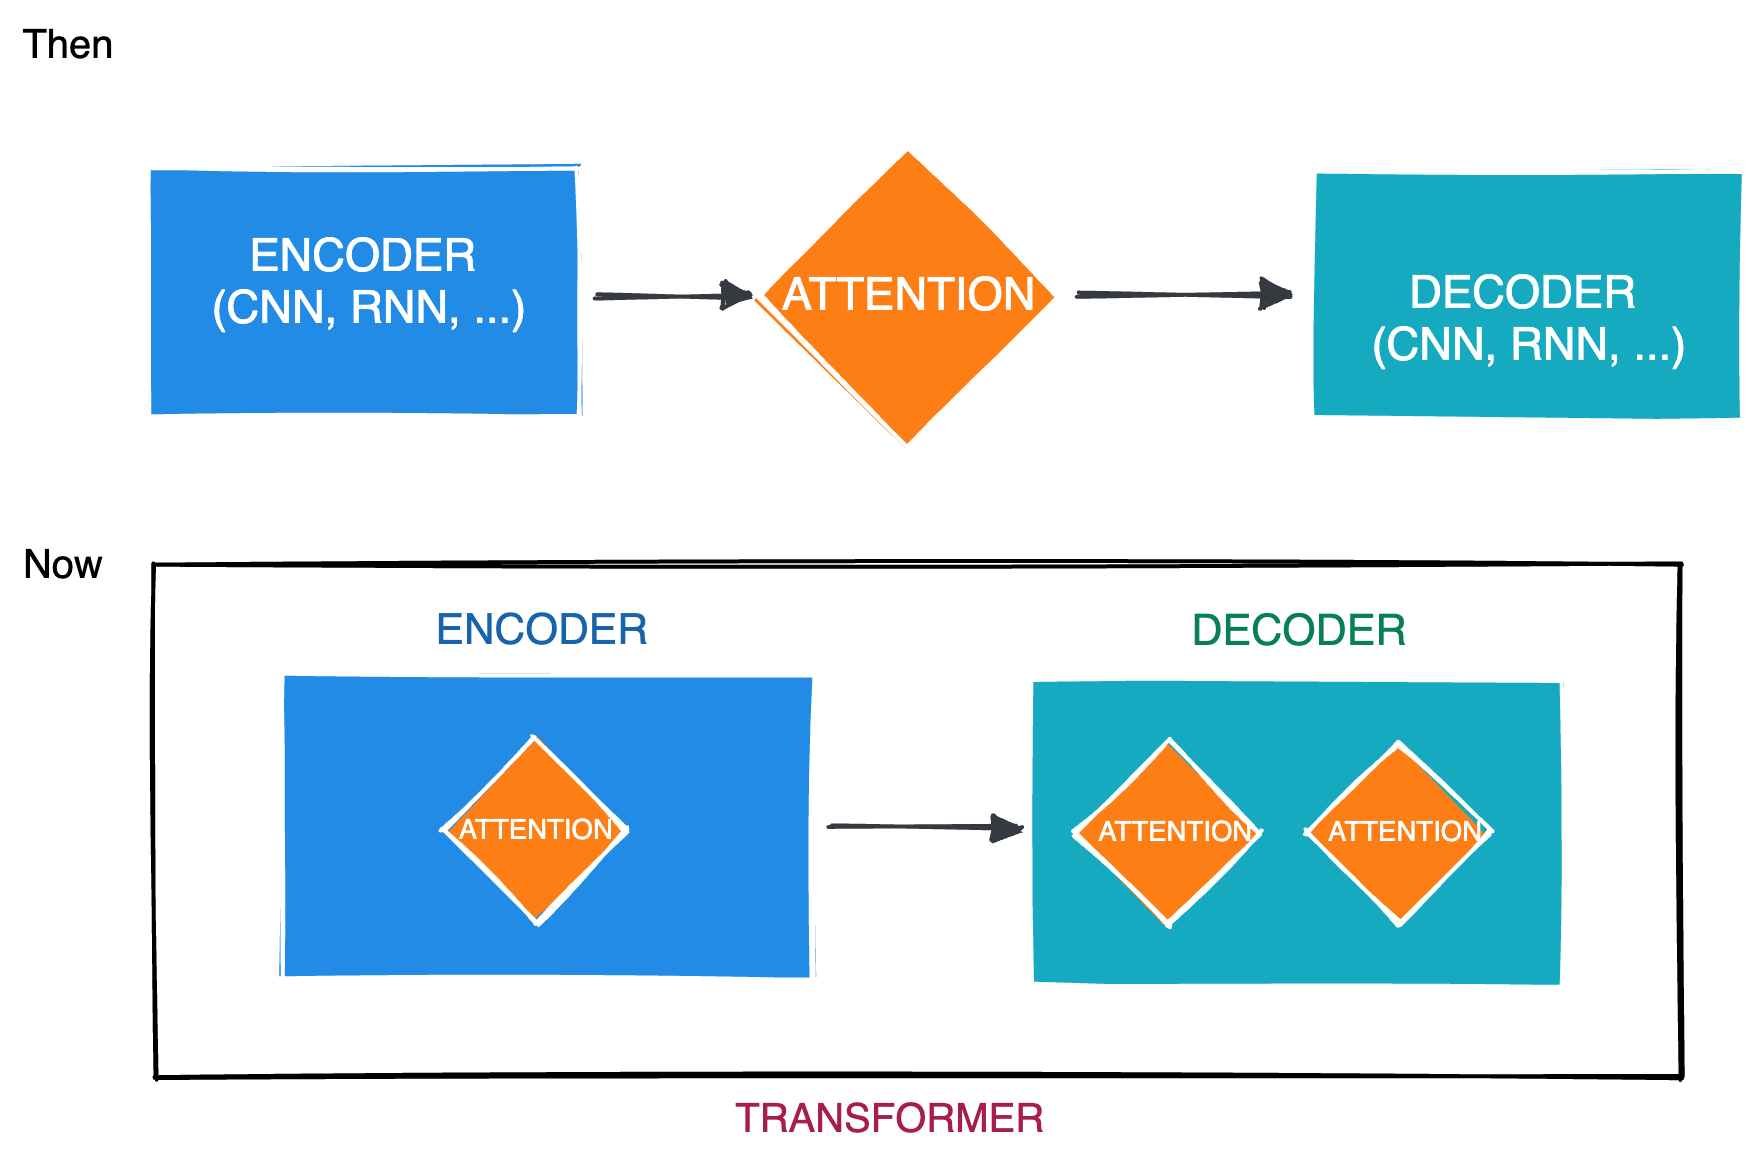 Then
ENCODER
(CNN, RNN, ...)
ATTENTION
DECODER
(CNN, RNN, ...)
Now
ENCODER
DECODER
ATTENTION
ATTENTION
ATTENTION
TRANSFORMER